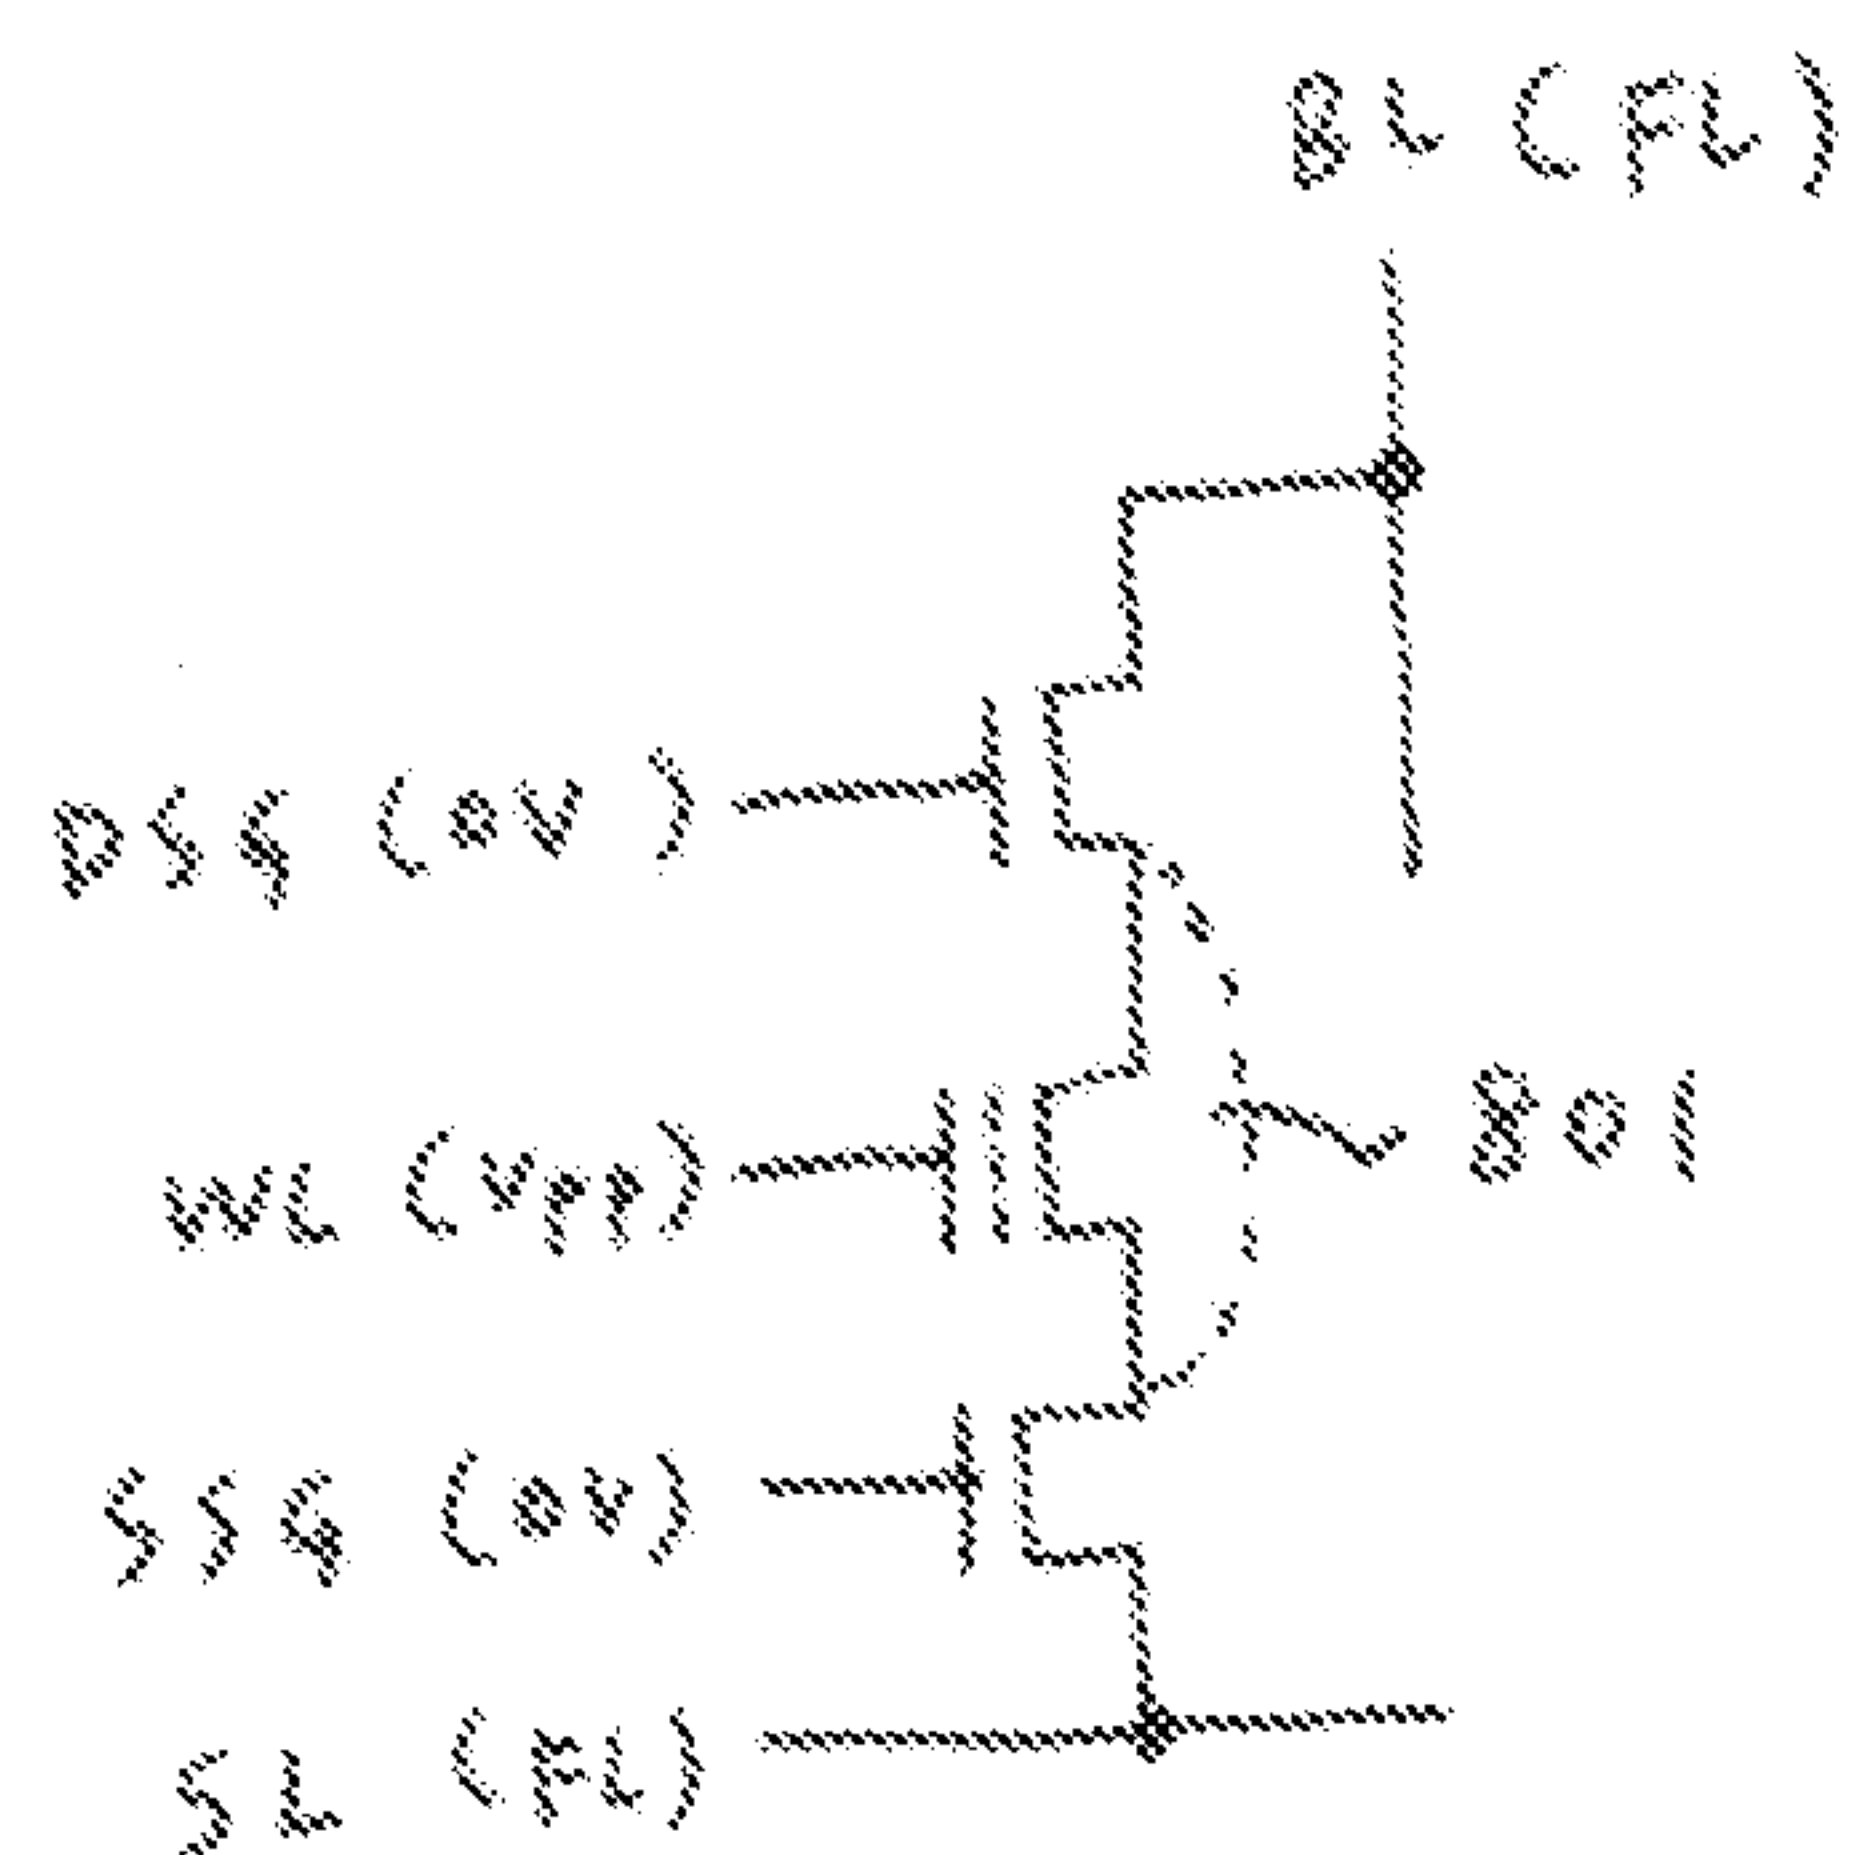 BL (FL)
DSG (0V)
WL (Vpp)
801
SSG (0V)
SL (FL)